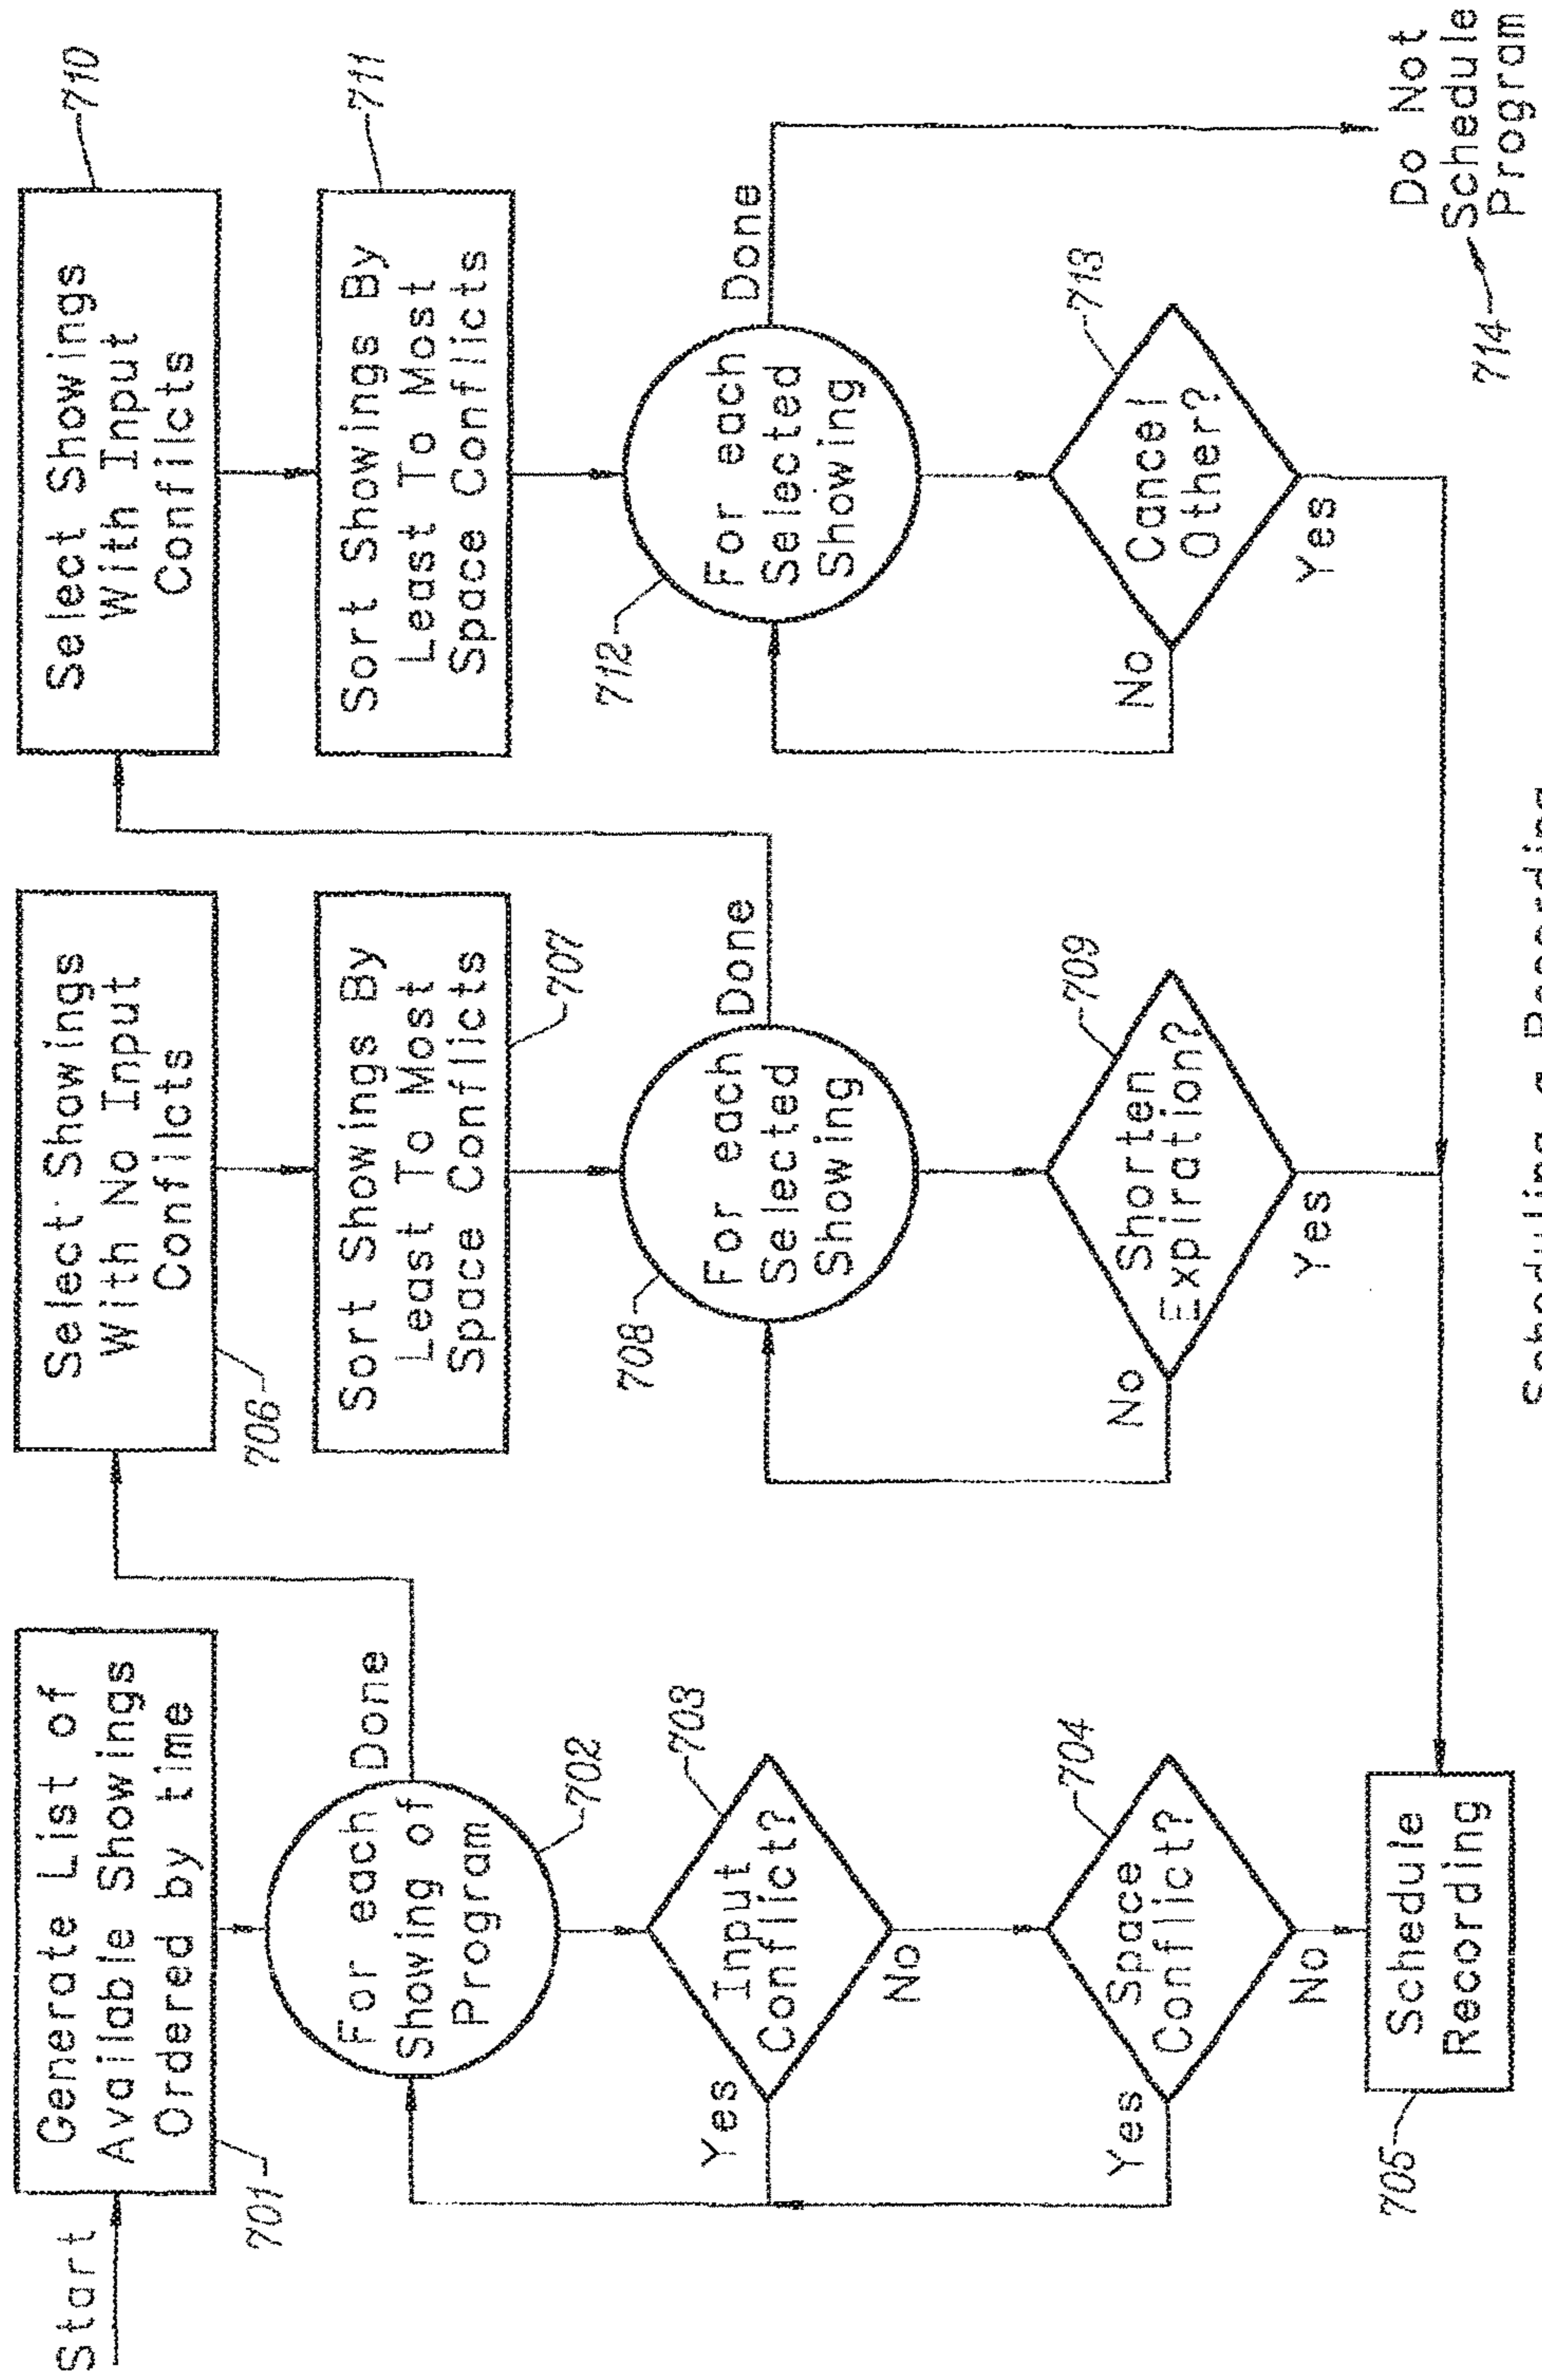 Start
Generate List of
Available Showings
Ordered by time
701
For each
Showing of
Program
Done
702
Input
Conflict?
703
Yes
No
Space
Conflict?
704
Yes
No
Schedule
Recording
705
Select Showings
With No Input
Confilcts
706
Sort Showings By
Least To Most
Space Conflicts
707
For each
Selected
Showing
Done
708
Shorten
Expiration?
709
No
Yes
Select Showings
With Input
Confilcts
710
Sort Showings By
Least To Most
Space Conflicts
711
For each
Selected
Showing
Done
712
Cancel
Other?
713
No
Yes
Do Not
Schedule
Program
714
Scheduling a Recording